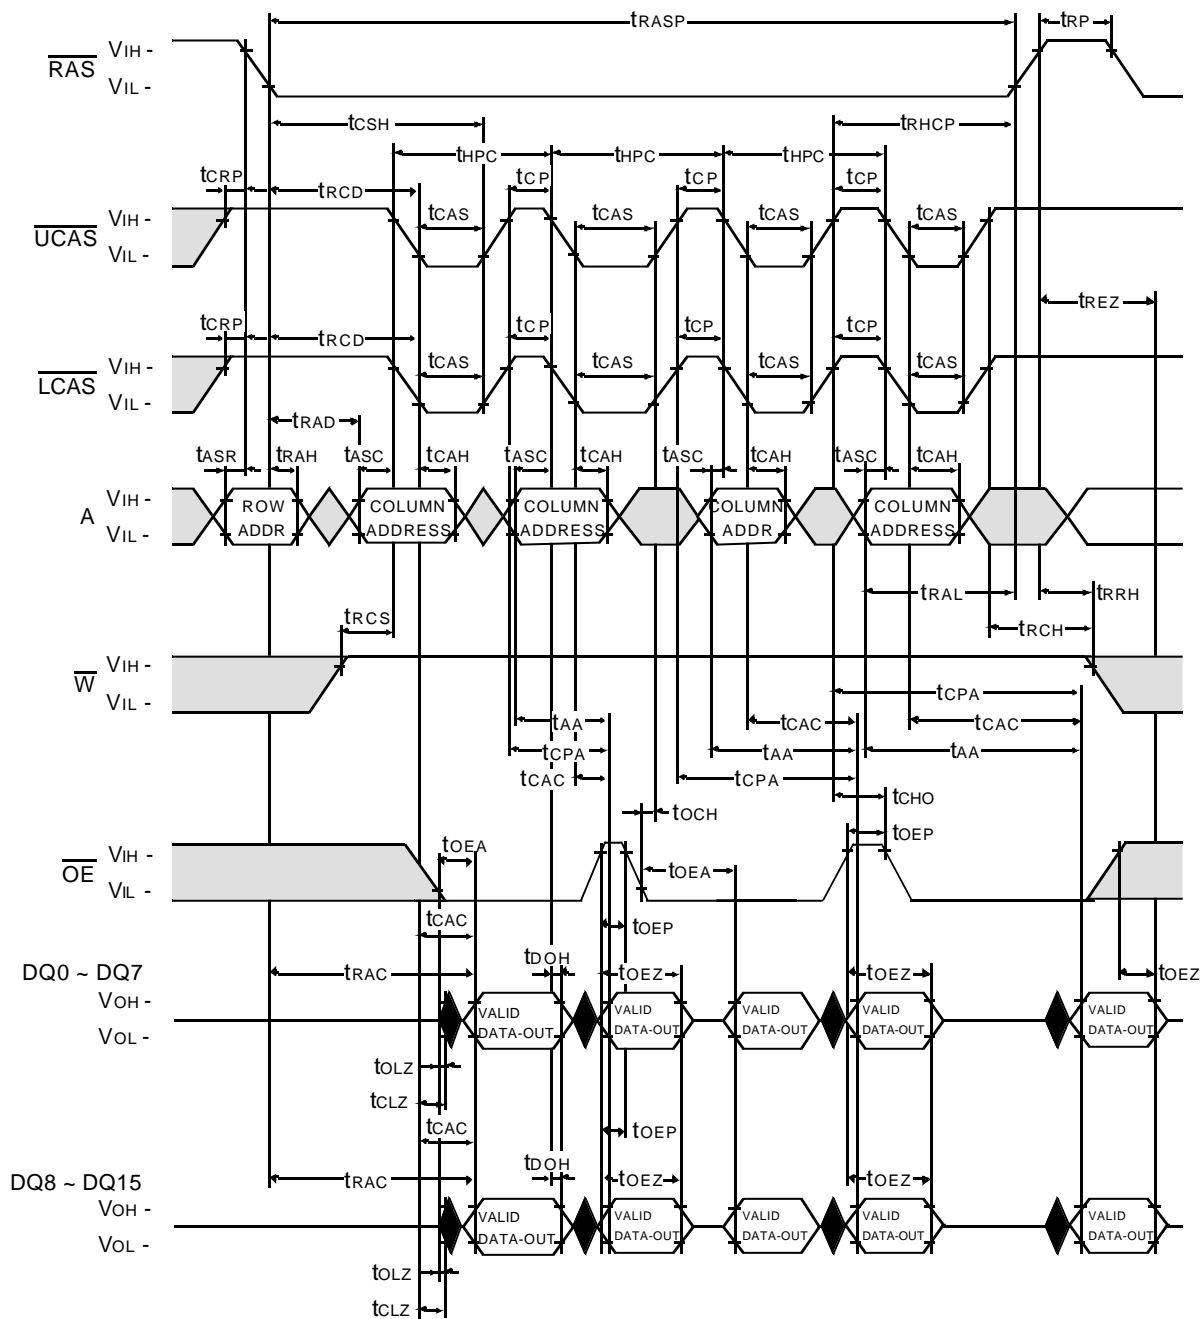 tRASP
tRP
RAS
VIH -
VIL -
tCSH
tRHCP
tHPC
tHPC
tHPC
tCRP
tRCD
tCP
tCP
tCP
UCAS
VIH -
VIL -
tCAS
tCAS
tCAS
tCAS
tREZ
tCRP
tRCD
tCP
tCP
tCP
LCAS
VIH -
VIL -
tCAS
tCAS
tCAS
tCAS
tRAD
tASR
tRAH
tASC
tCAH
tASC
tCAH
tASC
tCAH
tASC
tCAH
A
VIH -
VIL -
ROW
ADDR
COLUMN
ADDRESS
COLUMN
ADDRESS
COLUMN
ADDR
COLUMN
ADDRESS
tRAL
tRRH
tRCS
tRCH
W
VIH -
VIL -
tCPA
tAA
tCAC
tCAC
tCPA
tAA
tAA
tCAC
tCPA
tCHO
tOCH
tOEP
OE
VIH -
VIL -
tOEA
tOEA
tCAC
tOEP
DQ0 ~ DQ7
tRAC
tDOH
tOEZ
tOEZ
tOEZ
VOH -
VOL -
VALID
DATA-OUT
VALID
DATA-OUT
VALID
DATA-OUT
VALID
DATA-OUT
VALID
DATA-OUT
tOLZ
tCLZ
tCAC
tOEP
DQ8 ~ DQ15
tRAC
tDOH
tOEZ
tOEZ
VOH -
VOL -
VALID
DATA-OUT
VALID
DATA-OUT
VALID
DATA-OUT
VALID
DATA-OUT
VALID
DATA-OUT
tOLZ
tCLZ